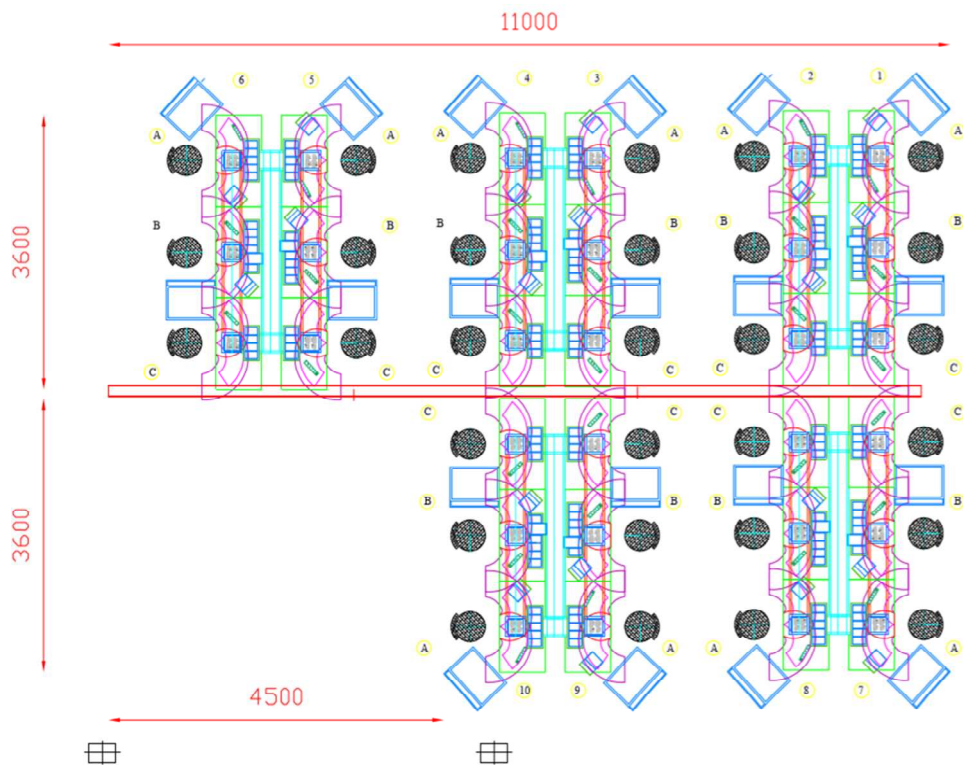 11000
6 5 4 3 2 1
A A A A A A
3600
B B B B B B
C C C C C C
C C C C
B B B B
3600
A A A A
10 9 8 7
4500